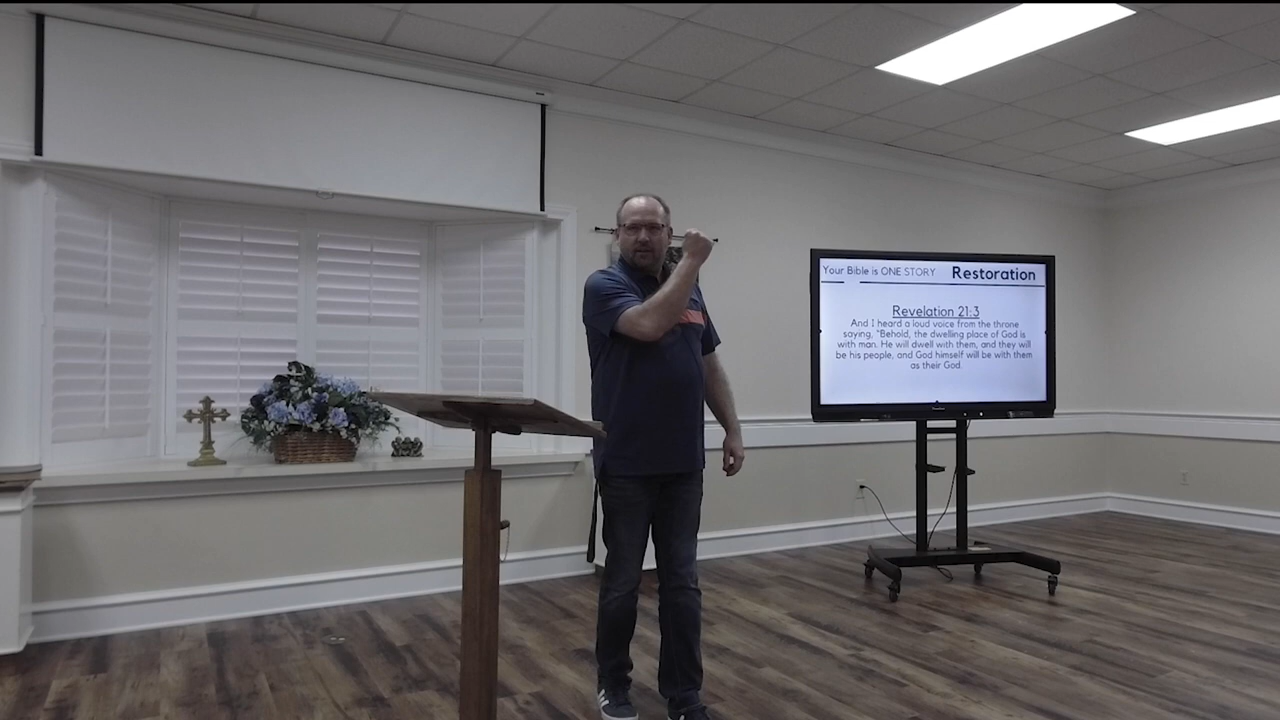 Your Bible is ONE STORY Restoration
Revelation 21:3
And I heard a loud voice from the throne
saying, "Behold, the dwelling place of God is
with man. He will dwell with them, and they will
be his people, and God himself will be with them
as their God.